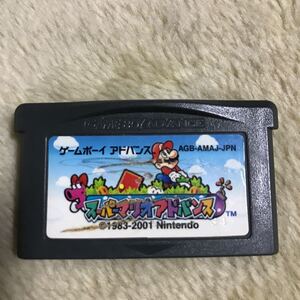 GAME BOY ADVANCE
ゲームボーイ アドバンス AGB-AMAJ-JPN
スーパーマリオアドバンス TM
©1983-2001 Nintendo